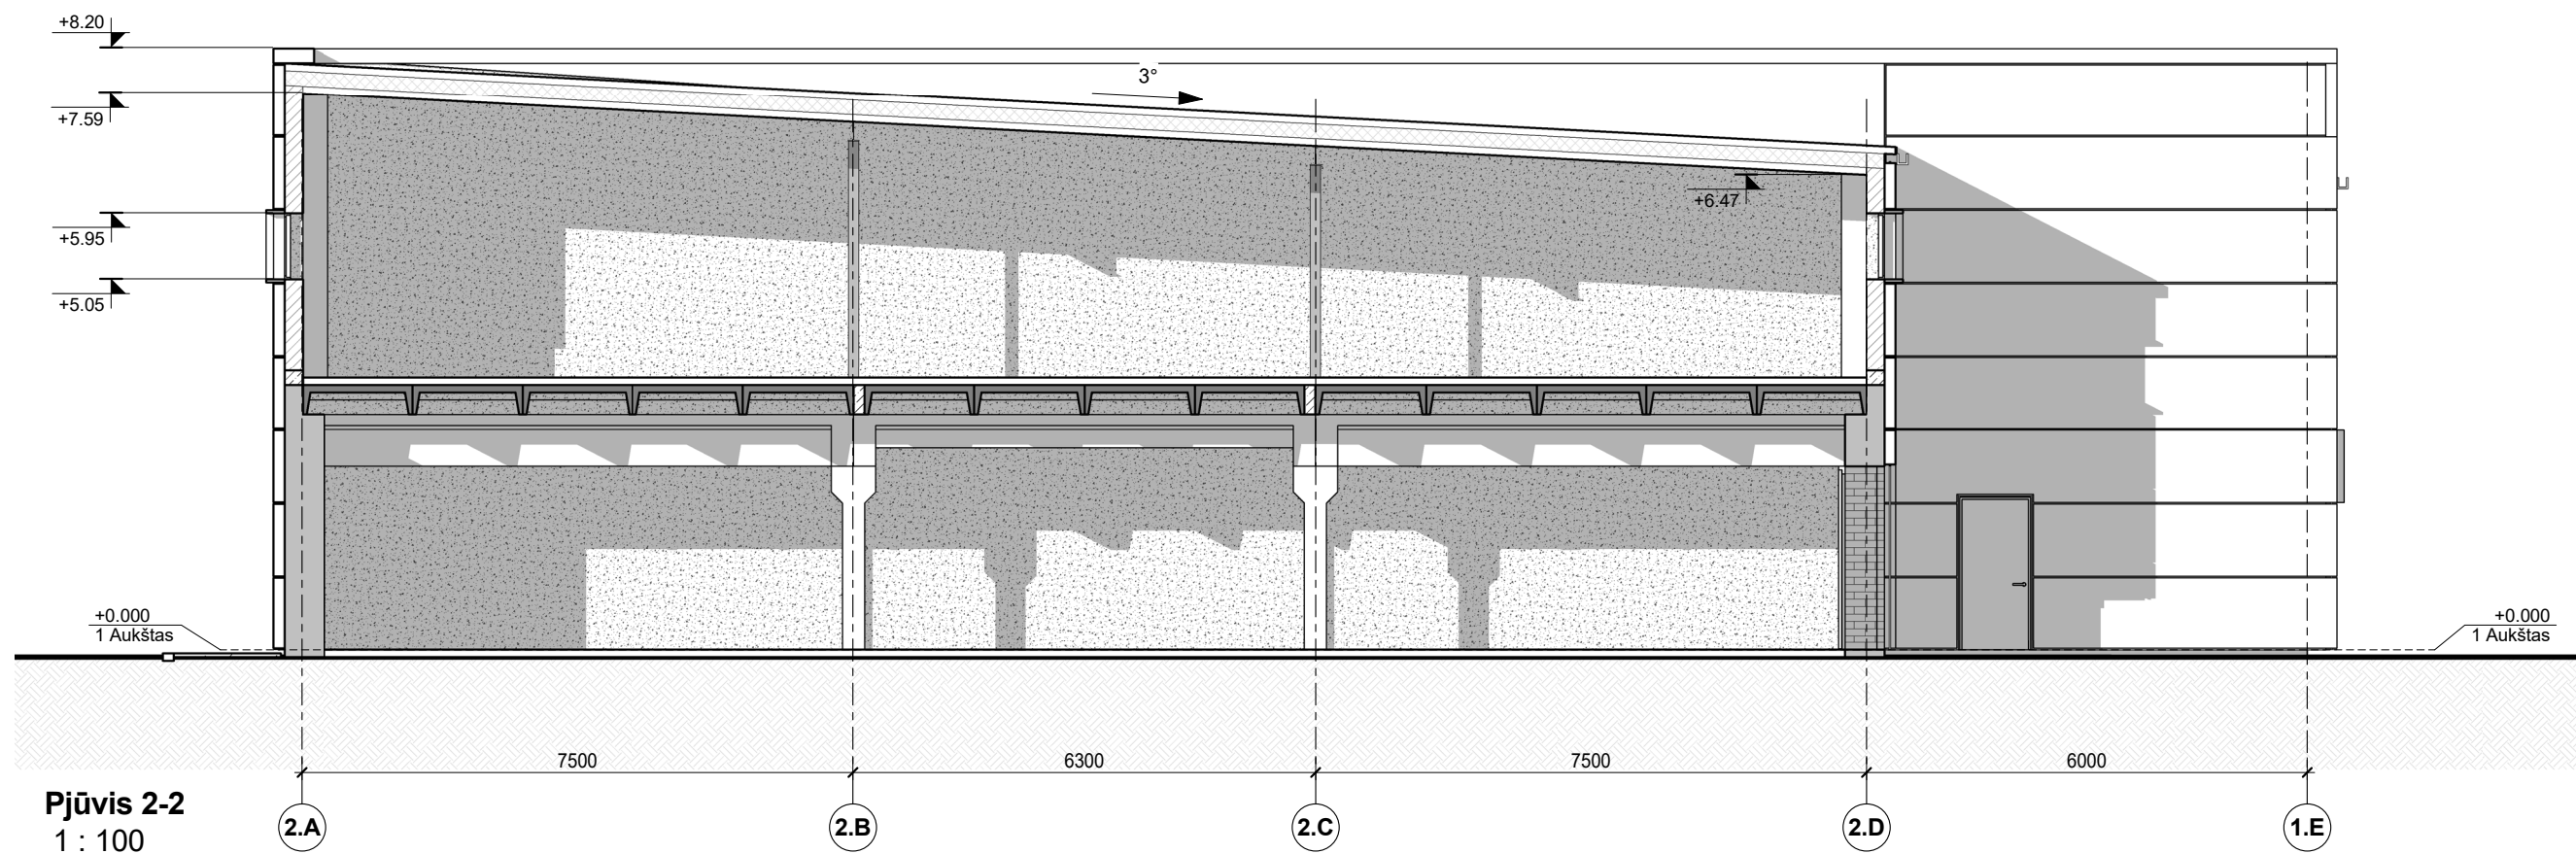 +8.20
3°
+7.59
+6.47
+5.95
+5.05
+0.000
1 Aukštas
+0.000
1 Aukštas
7500
6300
7500
6000
Pjūvis 2-2
1 : 100
2.A
2.B
2.C
2.D
1.E